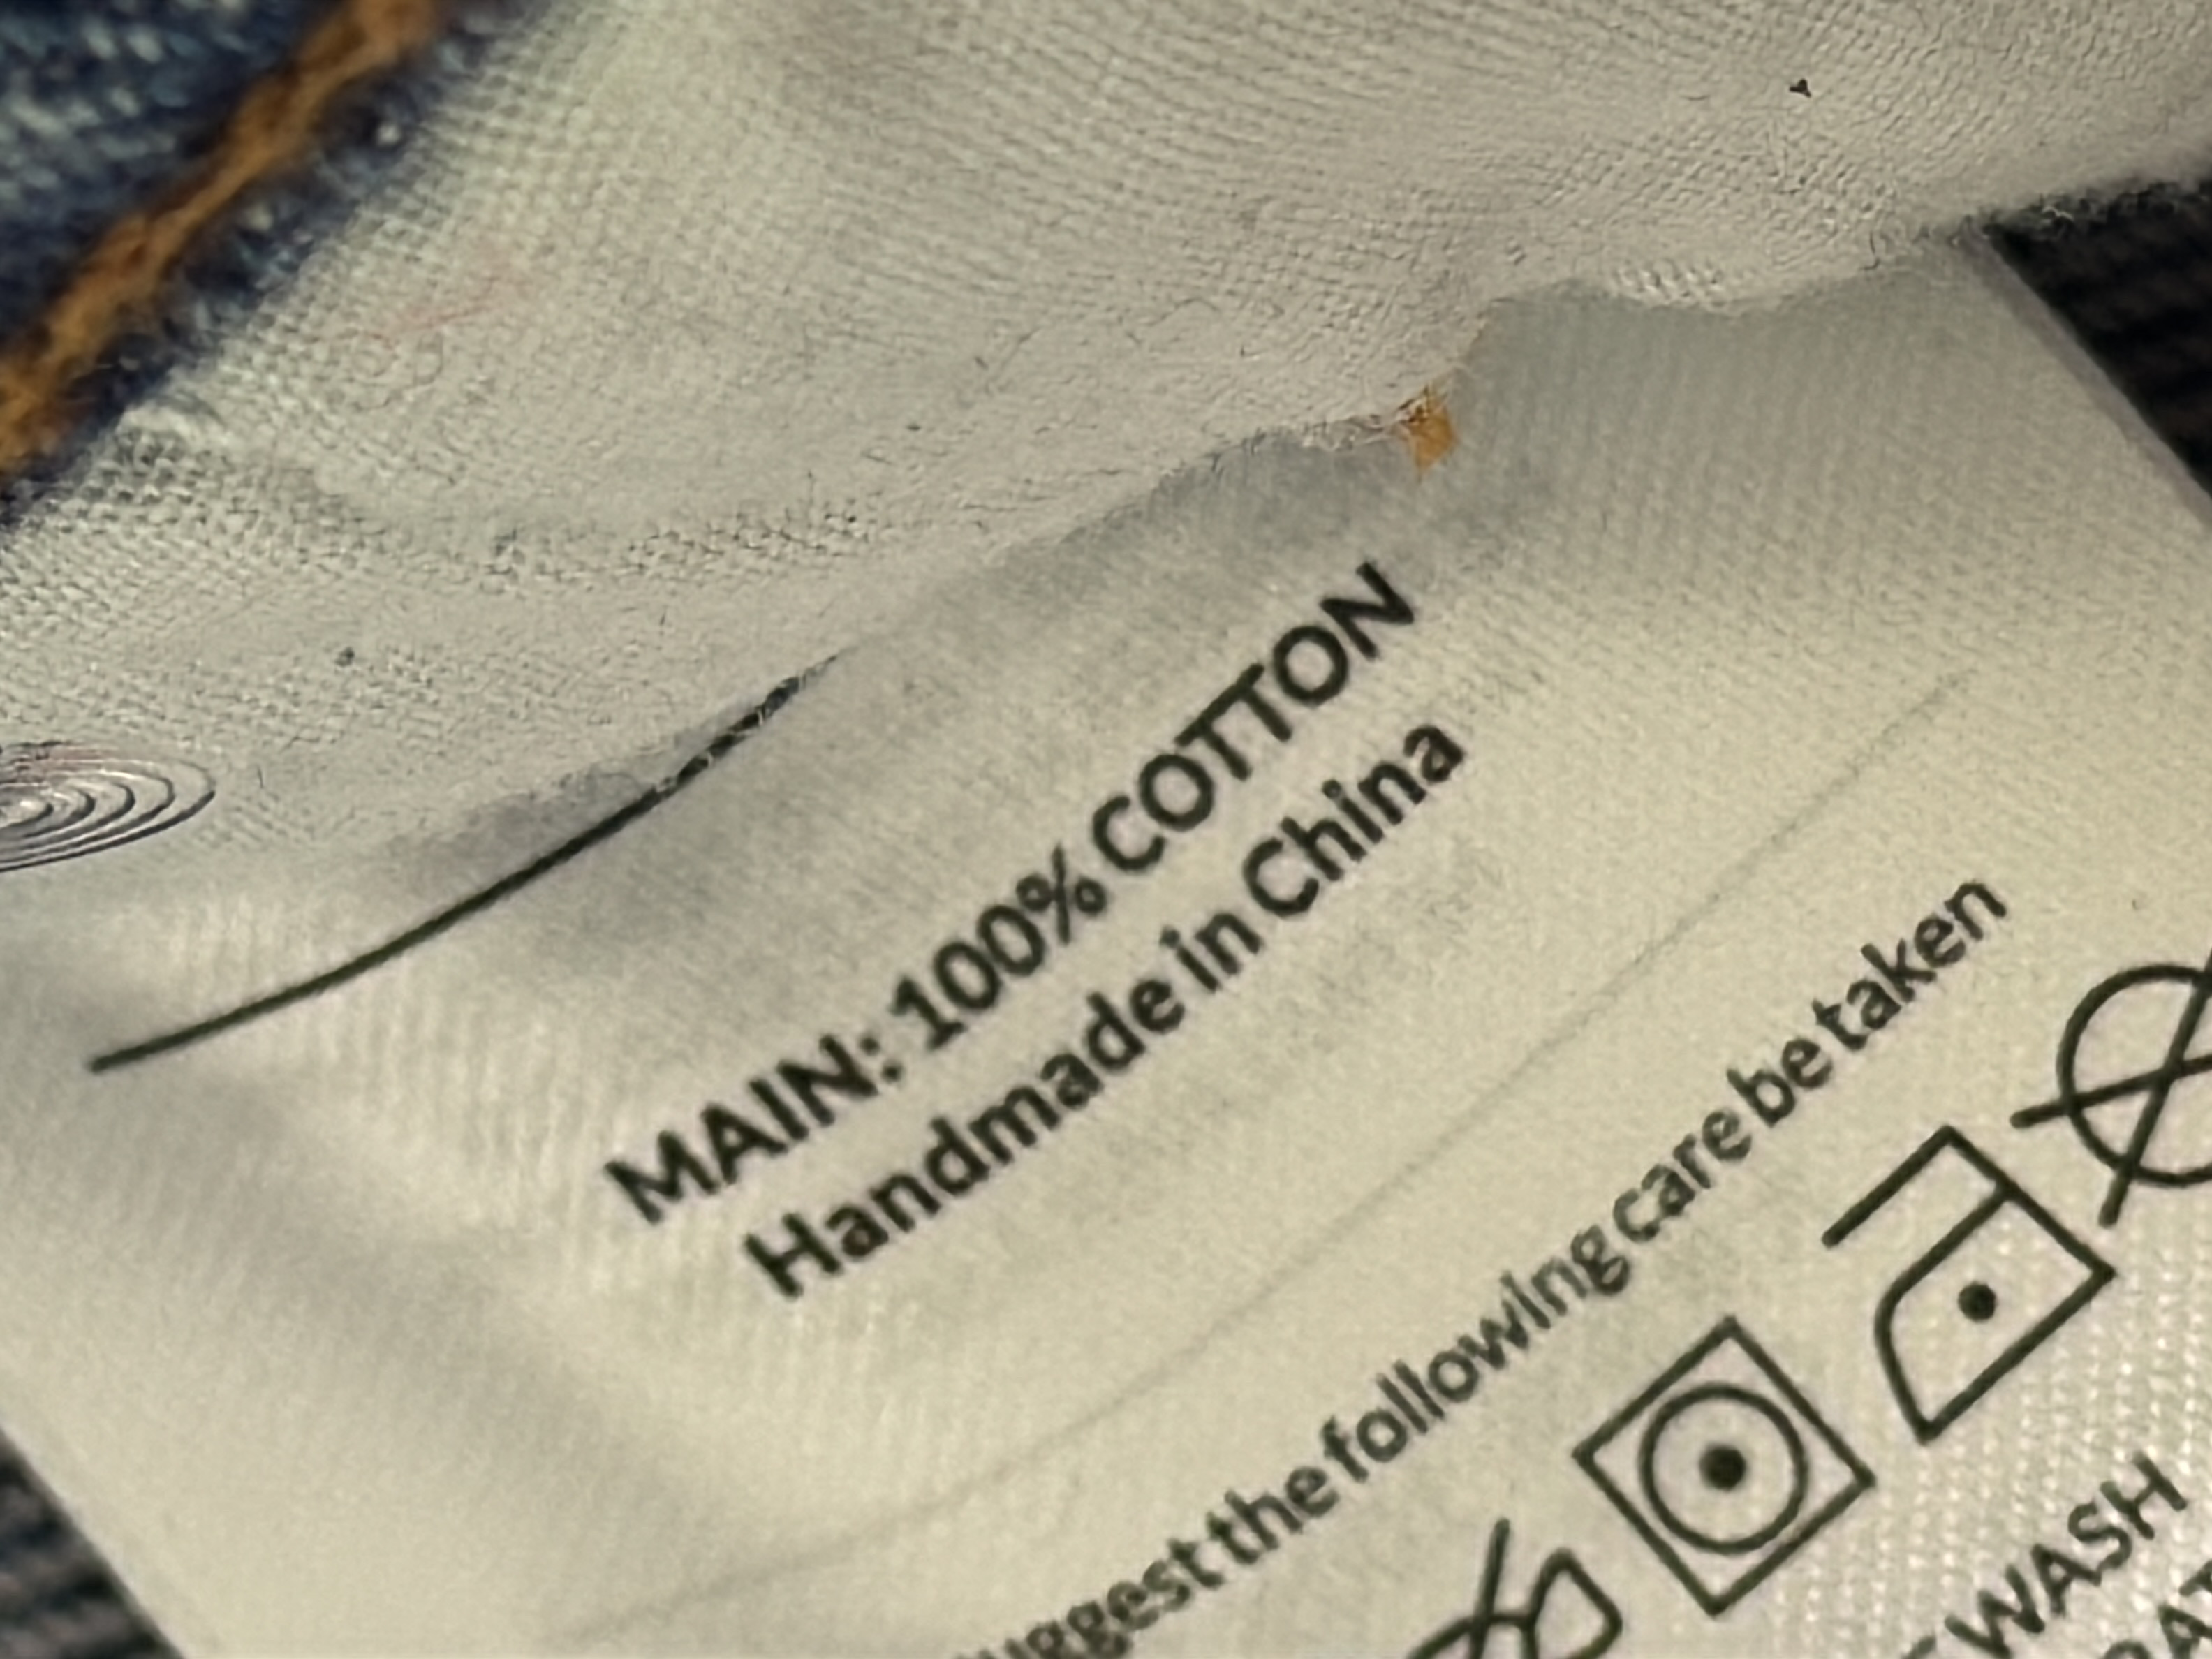 MAIN: 100% COTTON
Handmade in China
the following care be taken
WASH